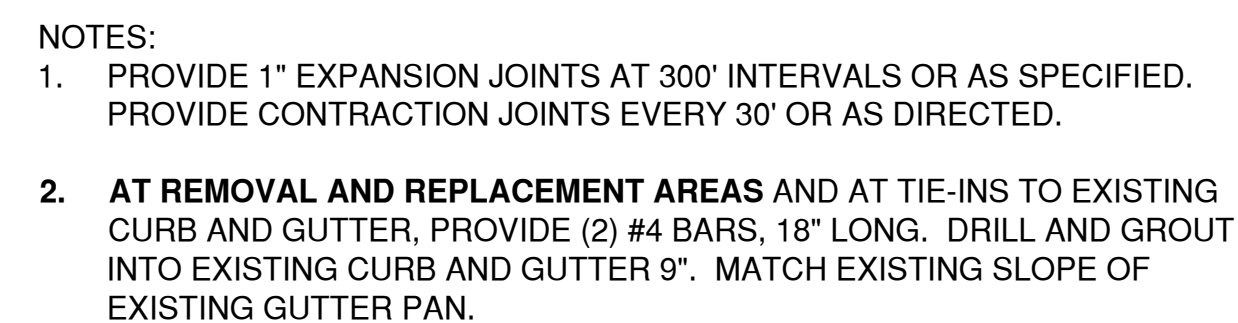 NOTES:
1. PROVIDE 1" EXPANSION JOINTS AT 300' INTERVALS OR AS SPECIFIED.
PROVIDE CONTRACTION JOINTS EVERY 30' OR AS DIRECTED.
2. AT REMOVAL AND REPLACEMENT AREAS AND AT TIE-INS TO EXISTING
CURB AND GUTTER, PROVIDE (2) #4 BARS, 18" LONG. DRILL AND GROUT
INTO EXISTING CURB AND GUTTER 9". MATCH EXISTING SLOPE OF
EXISTING GUTTER PAN.